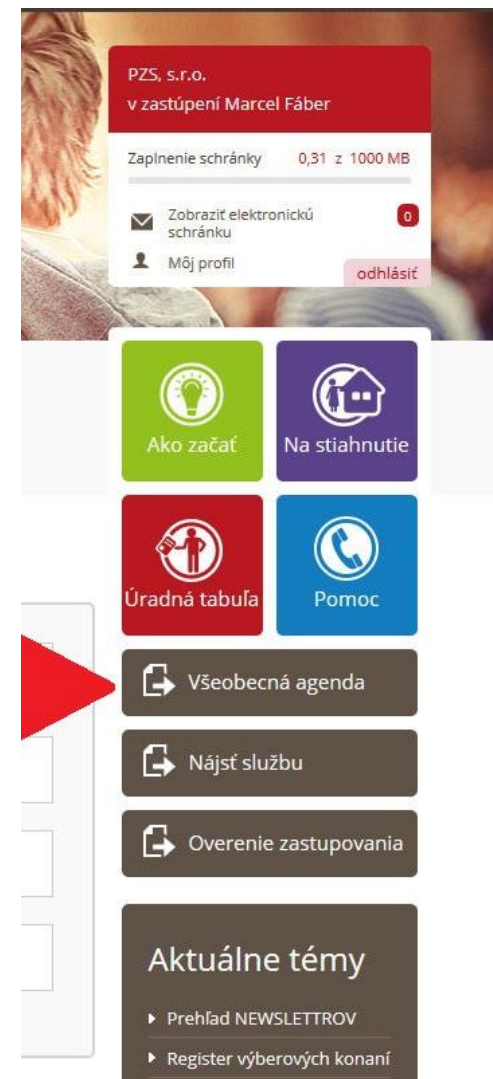 PZS, s.r.o.
v zastúpení Marcel Fáber
Zaplnenie schránky 0,31 z 1000 MB
Zobraziť elektronickú
schránku
0
Môj profil
odhlásiť
Ako začať
Na stiahnutie
Úradná tabuľa
Pomoc
Všeobecná agenda
Nájsť službu
Overenie zastupovania
Aktuálne témy
Prehľad NEWSLETTROV
Register výberových konaní